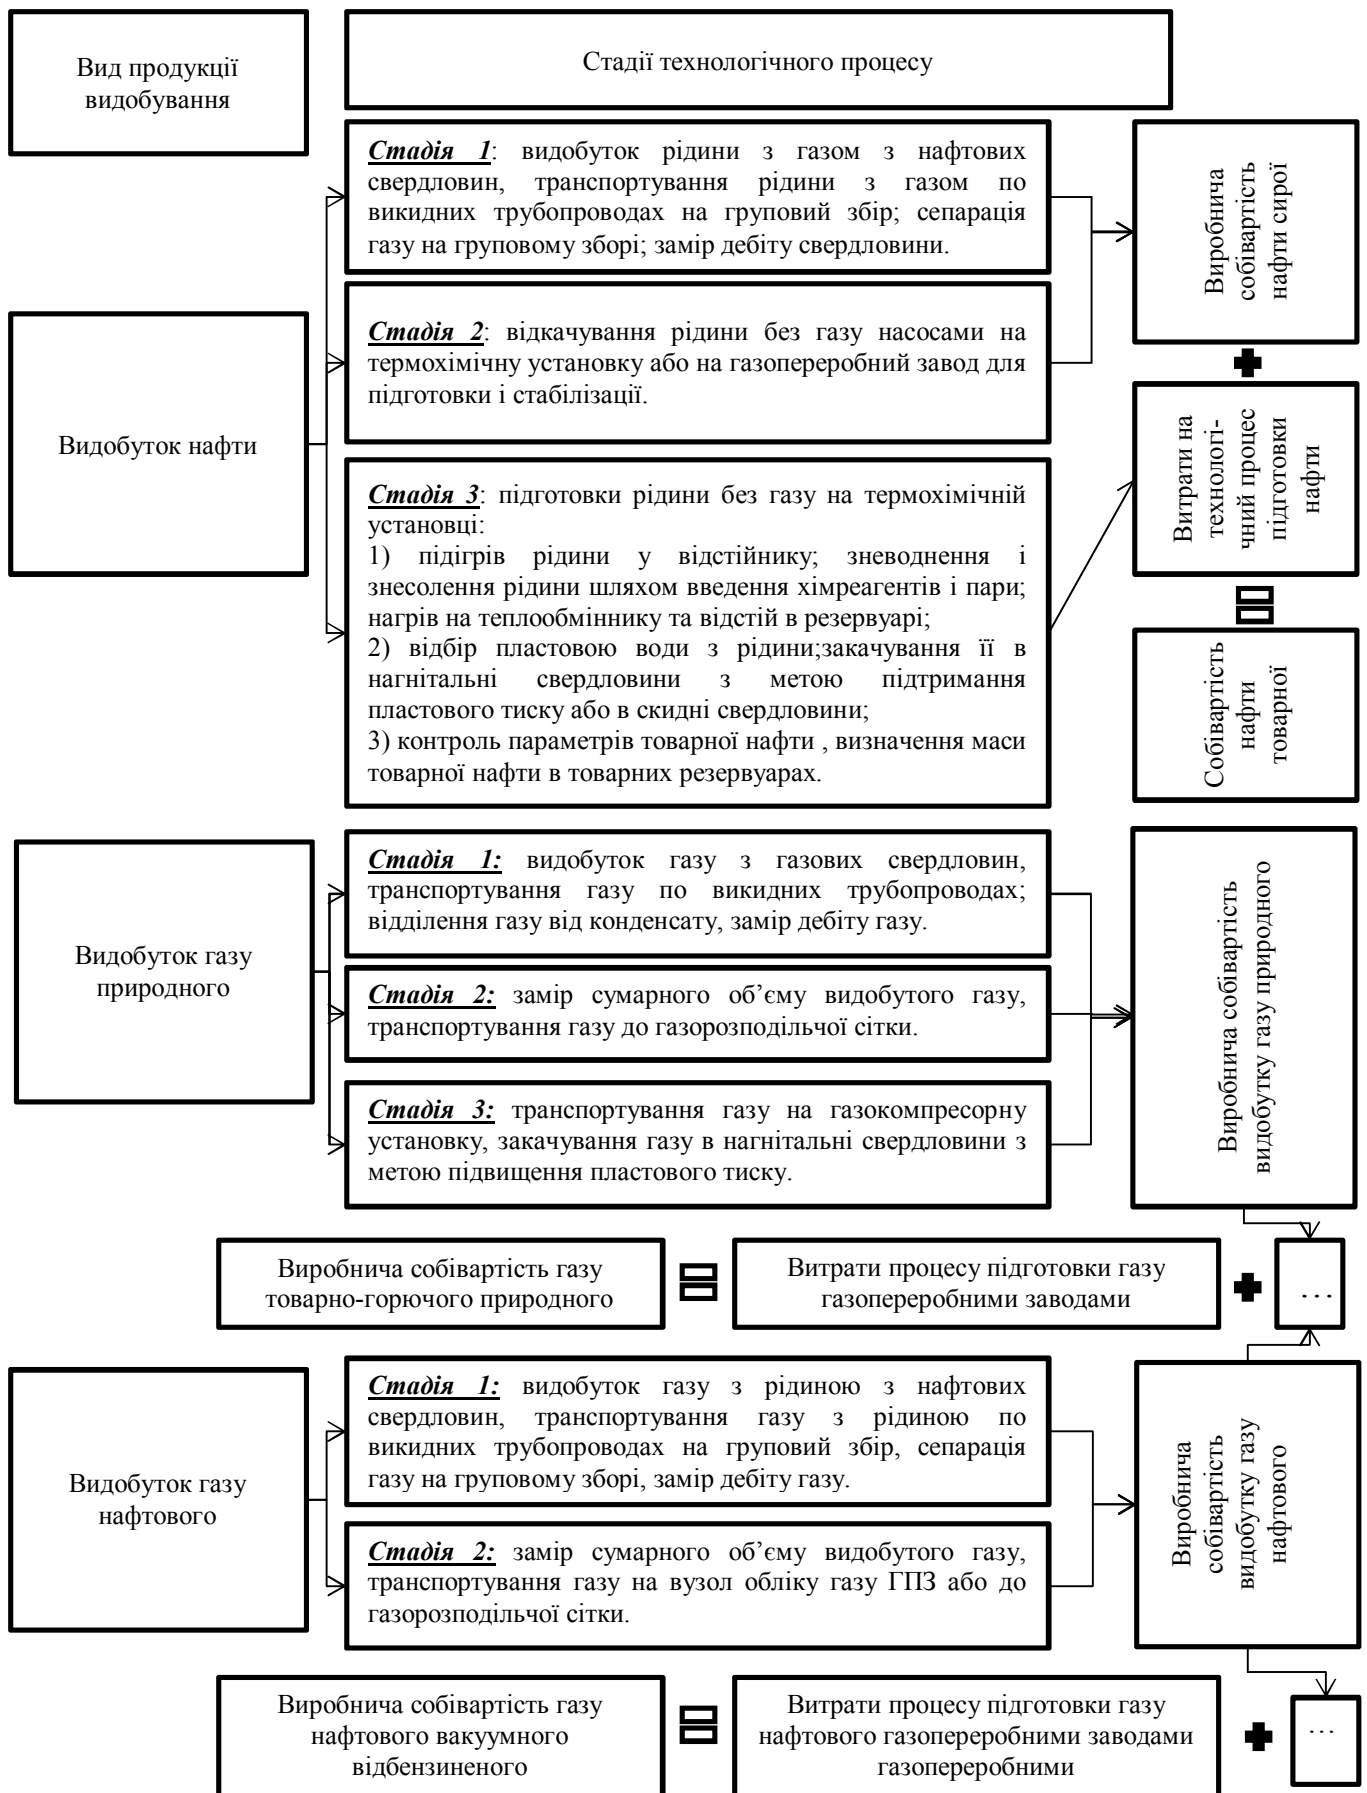 Вид продукції
видобування
Стадії технологічного процесу
Стадія 1: видобуток рідини з газом з нафтових
свердловин, транспортування рідини з газом по
викидних трубопроводах на груповий збір; сепарація
газу на груповому зборі; замір дебіту свердловини.
Виробнича
собівартість
нафти сирої
Видобуток нафти
Стадія 2: відкачування рідини без газу насосами на
термохімічну установку або на газопереробний завод для
підготовки і стабілізації.
Витрати на
технологі-
чний процес
підготовки
нафти
Стадія 3: підготовки рідини без газу на термохімічній
установці:
1) підігрів рідини у відстійнику; зневоднення і
знесолення рідини шляхом введення хімреагентів і пари;
нагрів на теплообміннику та відстій в резервуарі;
2) відбір пластовою води з рідини;закачування її в
нагнітальні свердловини з метою підтримання
пластового тиску або в скидні свердловини;
3) контроль параметрів товарної нафти , визначення маси
товарної нафти в товарних резервуарах.
Собівартість
нафти
товарної
Видобуток газу
природного
Стадія 1: видобуток газу з газових свердловин,
транспортування газу по викидних трубопроводах;
відділення газу від конденсату, замір дебіту газу.
Стадія 2: замір сумарного об’єму видобутого газу,
транспортування газу до газорозподільчої сітки.
Стадія 3: транспортування газу на газокомпресорну
установку, закачування газу в нагнітальні свердловини з
метою підвищення пластового тиску.
Виробнича собівартість
видобутку газу природного
Виробнича собівартість газу
товарно-горючого природного
Витрати процесу підготовки газу
газопереробними заводами
...
Видобуток газу
нафтового
Стадія 1: видобуток газу з рідиною з нафтових
свердловин, транспортування газу з рідиною по
викидних трубопроводах на груповий збір, сепарація
газу на груповому зборі, замір дебіту газу.
Стадія 2: замір сумарного об’єму видобутого газу,
транспортування газу на вузол обліку газу ГПЗ або до
газорозподільчої сітки.
Виробнича
собівартість
видобутку газу
нафтового
Виробнича собівартість газу
нафтового вакуумного
відбензиненого
Витрати процесу підготовки газу
нафтового газопереробними заводами
газопереробними
...